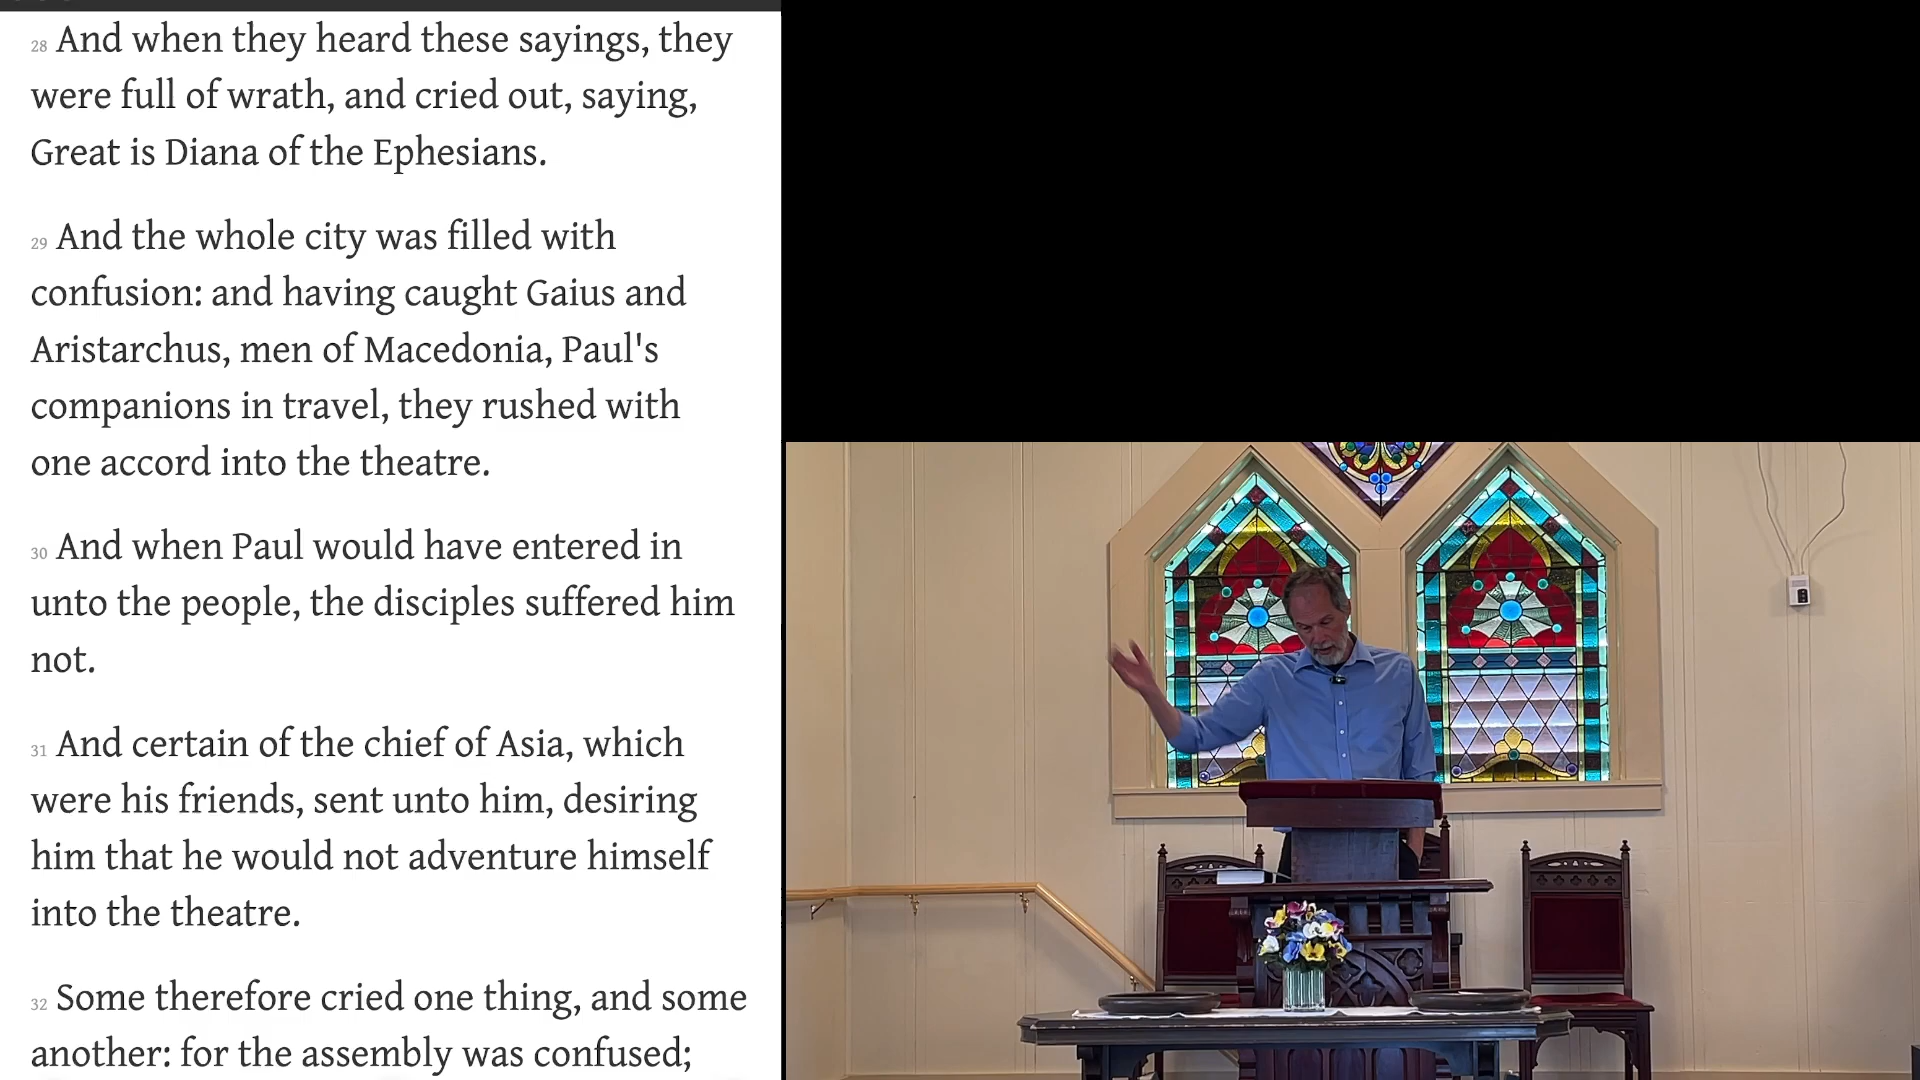 28 And when they heard these sayings, they
were full of wrath, and cried out, saying,
Great is Diana of the Ephesians.
29 And the whole city was filled with
confusion: and having caught Gaius and
Aristarchus, men of Macedonia, Paul's
companions in travel, they rushed with
one accord into the theatre.
30 And when Paul would have entered in
unto the people, the disciples suffered him
not.
31 And certain of the chief of Asia, which
were his friends, sent unto him, desiring
him that he would not adventure himself
into the theatre.
32 Some therefore cried one thing, and some
another: for the assembly was confused;